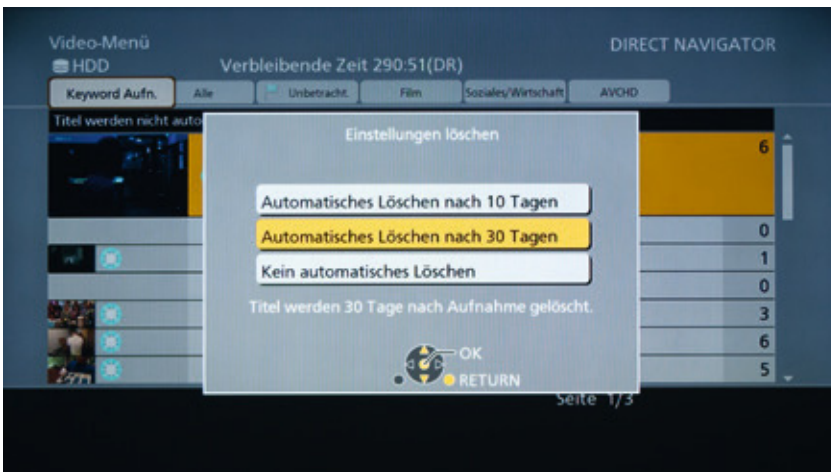 Video-Menü
DIRECT NAVIGATOR
HDD
Verbleibende Zeit 290:51(DR)
Keyword Aufn.
Alle
Unbetracht.
Film
Soziales/Wirtschaft
AVCHD
Titel werden nicht auto
Einstellungen löschen
6
Automatisches Löschen nach 10 Tagen
Automatisches Löschen nach 30 Tagen
0
Kein automatisches Löschen
1
0
Titel werden 30 Tage nach Aufnahme gelöscht.
3
OK
6
RETURN
5
Seite 1/3